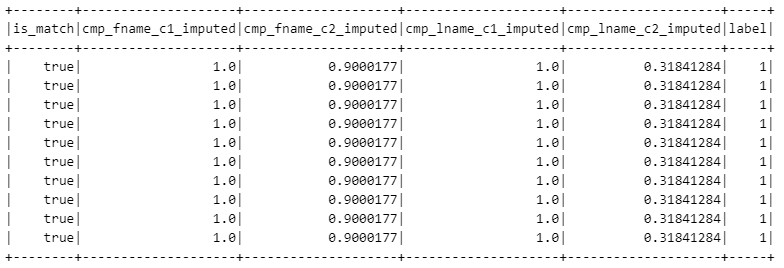 +--------+--------------------+--------------------+--------------------+--------------------+-----+
|is_match|cmp_fname_c1_imputed|cmp_fname_c2_imputed|cmp_lname_c1_imputed|cmp_lname_c2_imputed|label|
+--------+--------------------+--------------------+--------------------+--------------------+-----+
|    true|                 1.0|           0.9000177|                 1.0|          0.31841284|    1|
|    true|                 1.0|           0.9000177|                 1.0|          0.31841284|    1|
|    true|                 1.0|           0.9000177|                 1.0|          0.31841284|    1|
|    true|                 1.0|           0.9000177|                 1.0|          0.31841284|    1|
|    true|                 1.0|           0.9000177|                 1.0|          0.31841284|    1|
|    true|                 1.0|           0.9000177|                 1.0|          0.31841284|    1|
|    true|                 1.0|           0.9000177|                 1.0|          0.31841284|    1|
|    true|                 1.0|           0.9000177|                 1.0|          0.31841284|    1|
|    true|                 1.0|           0.9000177|                 1.0|          0.31841284|    1|
|    true|                 1.0|           0.9000177|                 1.0|          0.31841284|    1|
+--------+--------------------+--------------------+--------------------+--------------------+-----+